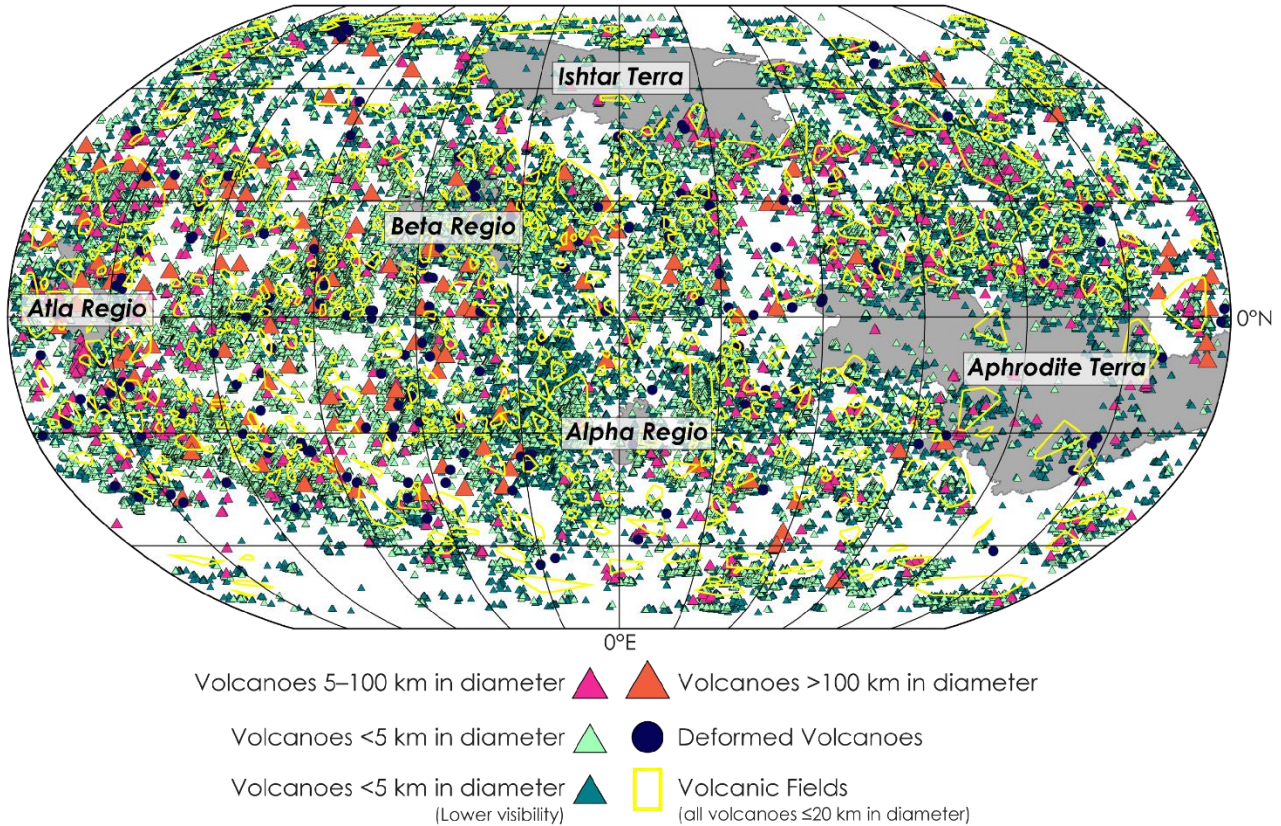 Ishtar Terra
Beta Regio
Atla Regio
0°N
Aphrodite Terra
Alpha Regio
0°E
Volcanoes 5–100 km in diameter
Volcanoes >100 km in diameter
Volcanoes <5 km in diameter
Deformed Volcanoes
Volcanoes <5 km in diameter
(Lower visibility)
Volcanic Fields
(all volcanoes ≤20 km in diameter)